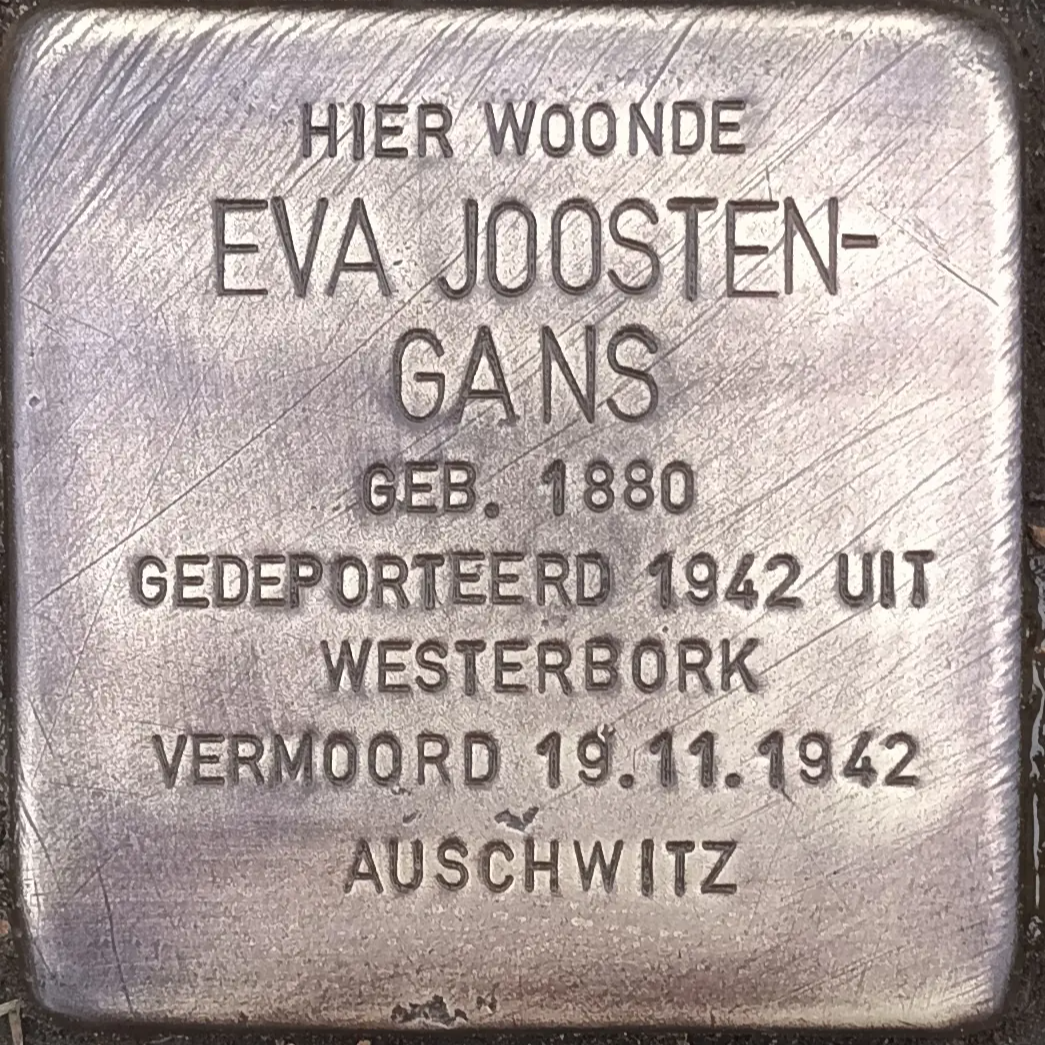 HIER WOONDE
EVA JOOSTEN-
GANS
GEB. 1880
GEDEPORTEERD 1942 UIT
WESTERBORK
VERMOORD 19.11.1942
AUSCHWITZ